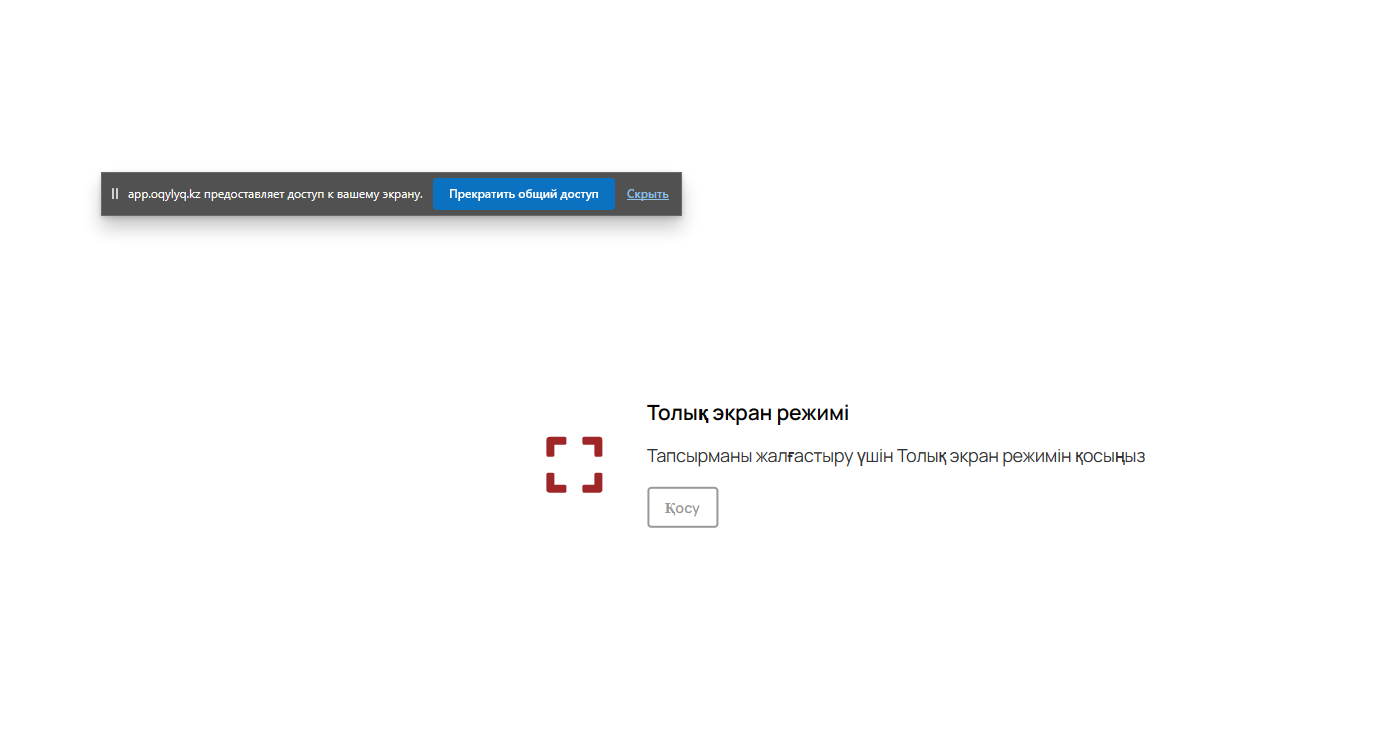 app.oqylyq.kz предоставляет доступ к вашему экрану. Прекратить общий доступ Скрыть
Толық экран режимі
Тапсырманы жалғастыру үшін Толық экран режимін қосыңыз
Қосу